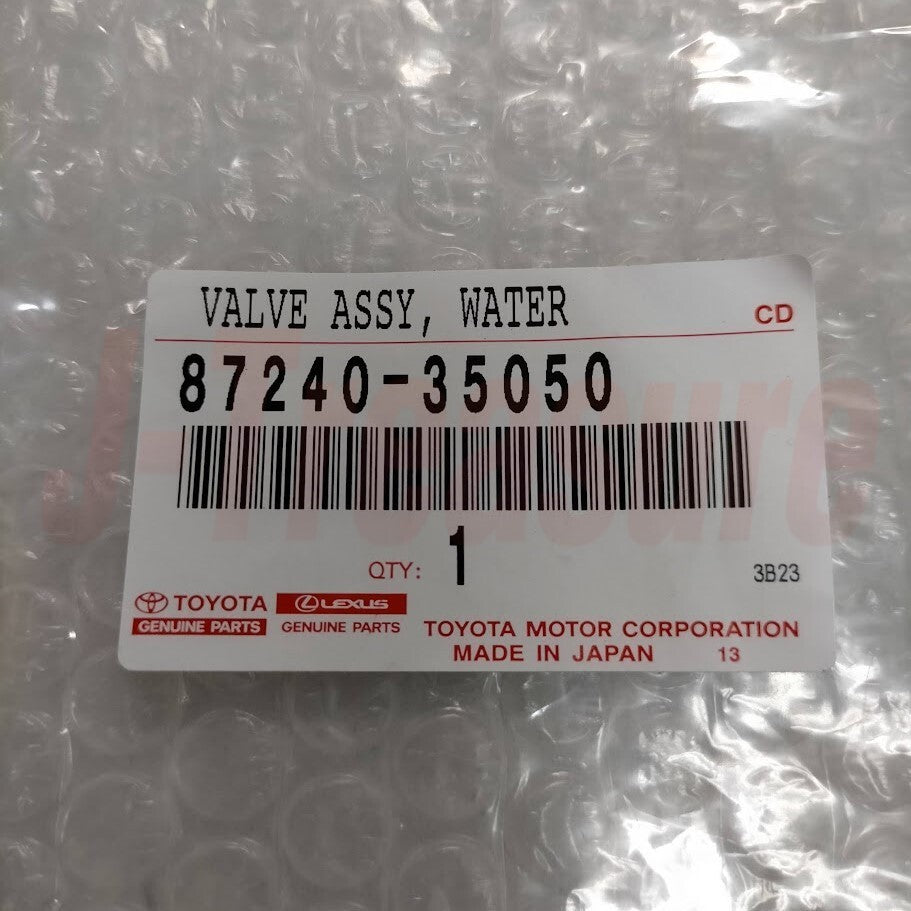 VALVE ASSY, WATER
CD
87240-35050
QTY: 1
3B23
TOYOTA LEXUS
GENUINE PARTS GENUINE PARTS
TOYOTA MOTOR CORPORATION
MADE IN JAPAN 13
J-Treasure